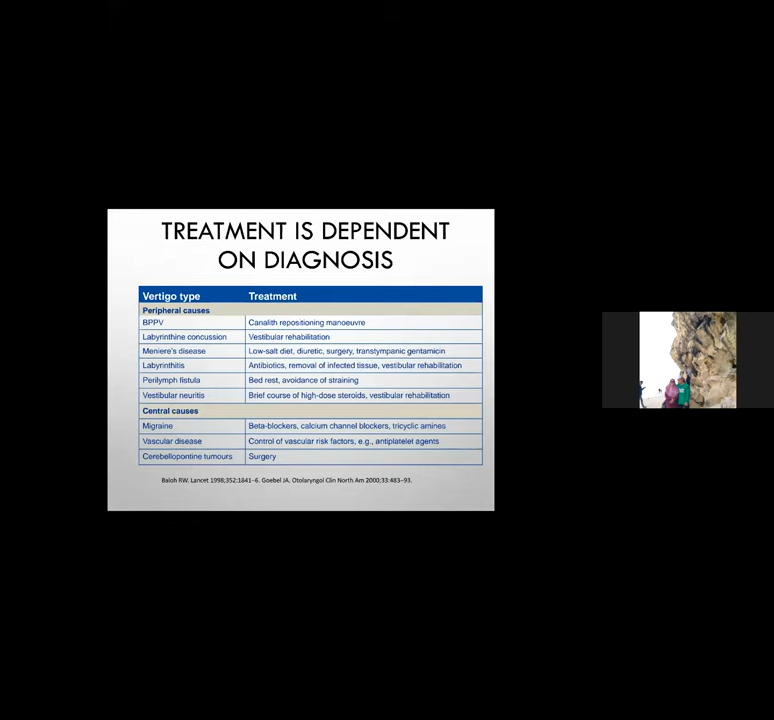 TREATMENT IS DEPENDENT
ON DIAGNOSIS
Vertigo type Treatment
Peripheral causes
BPPV Canalith repositioning manoeuvre
Labyrinthine concussion Vestibular rehabilitation
Meniere's disease Low-salt diet, diuretic, surgery, transtympanic gentamicin
Labyrinthitis Antibiotics, removal of infected tissue, vestibular rehabilitation
Perilymph fistula Bed rest, avoidance of straining
Vestibular neuritis Brief course of high-dose steroids, vestibular rehabilitation
Central causes
Migraine Beta-blockers, calcium channel blockers, tricyclic amines
Vascular disease Control of vascular risk factors, e.g., antiplatelet agents
Cerebellopontine tumours Surgery
Baloh RW. Lancet 1998;352:1841–6. Goebel JA. Otolaryngol Clin North Am 2000;33:483–93.